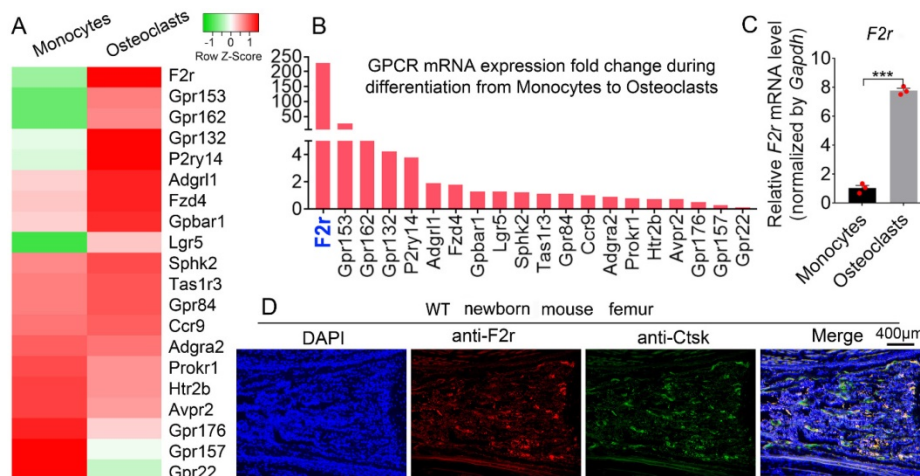 A
Monocytes
Osteoclasts
-1 0 1
Row Z-Score
F2r
Gpr153
Gpr162
Gpr132
P2ry14
Adgrl1
Fzd4
Gpbar1
Lgr5
Sphk2
Tas1r3
Gpr84
Ccr9
Adgra2
Prokr1
Htr2b
Avpr2
Gpr176
Gpr157
Gpr22
B
GPCR mRNA expression fold change during
differentiation from Monocytes to Osteoclasts
250
200
150
100
50
4
2
0
F2r
Gpr153
Gpr162
Gpr132
P2ry14
Adgrl1
Fzd4
Gpbar1
Lgr5
Sphk2
Tas1r3
Gpr84
Ccr9
Adgra2
Prokr1
Htr2b
Avpr2
Gpr176
Gpr157
Gpr22
C
F2r
Relative F2r mRNA level
(normalized by Gapdh)
10
8
6
4
2
0
***
Monocytes
Osteoclasts
D
WT newborn mouse femur
DAPI
anti-F2r
anti-Ctsk
Merge
400μm